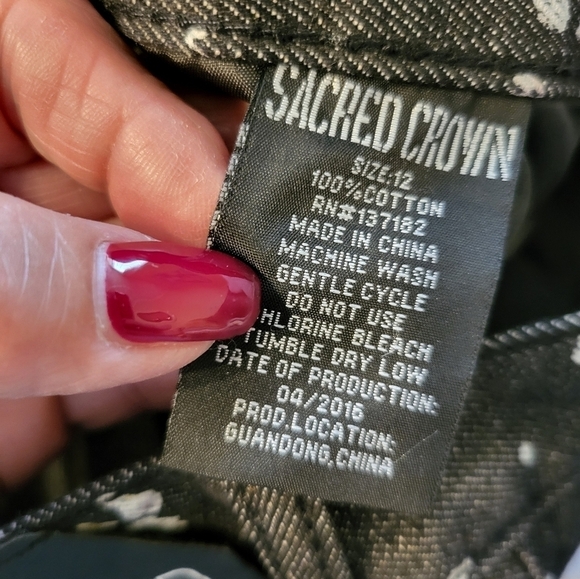 SACRED CROWN
SIZE:12
100%COTTON
RN#137182
MADE IN CHINA
MACHINE WASH
GENTLE CYCLE
DO NOT USE
HLORINE BLEACH
TUMBLE DRY LOW
DATE OF PRODUCTION:
04/2016
PROD.LOCATION:
GUANDONG,CHINA